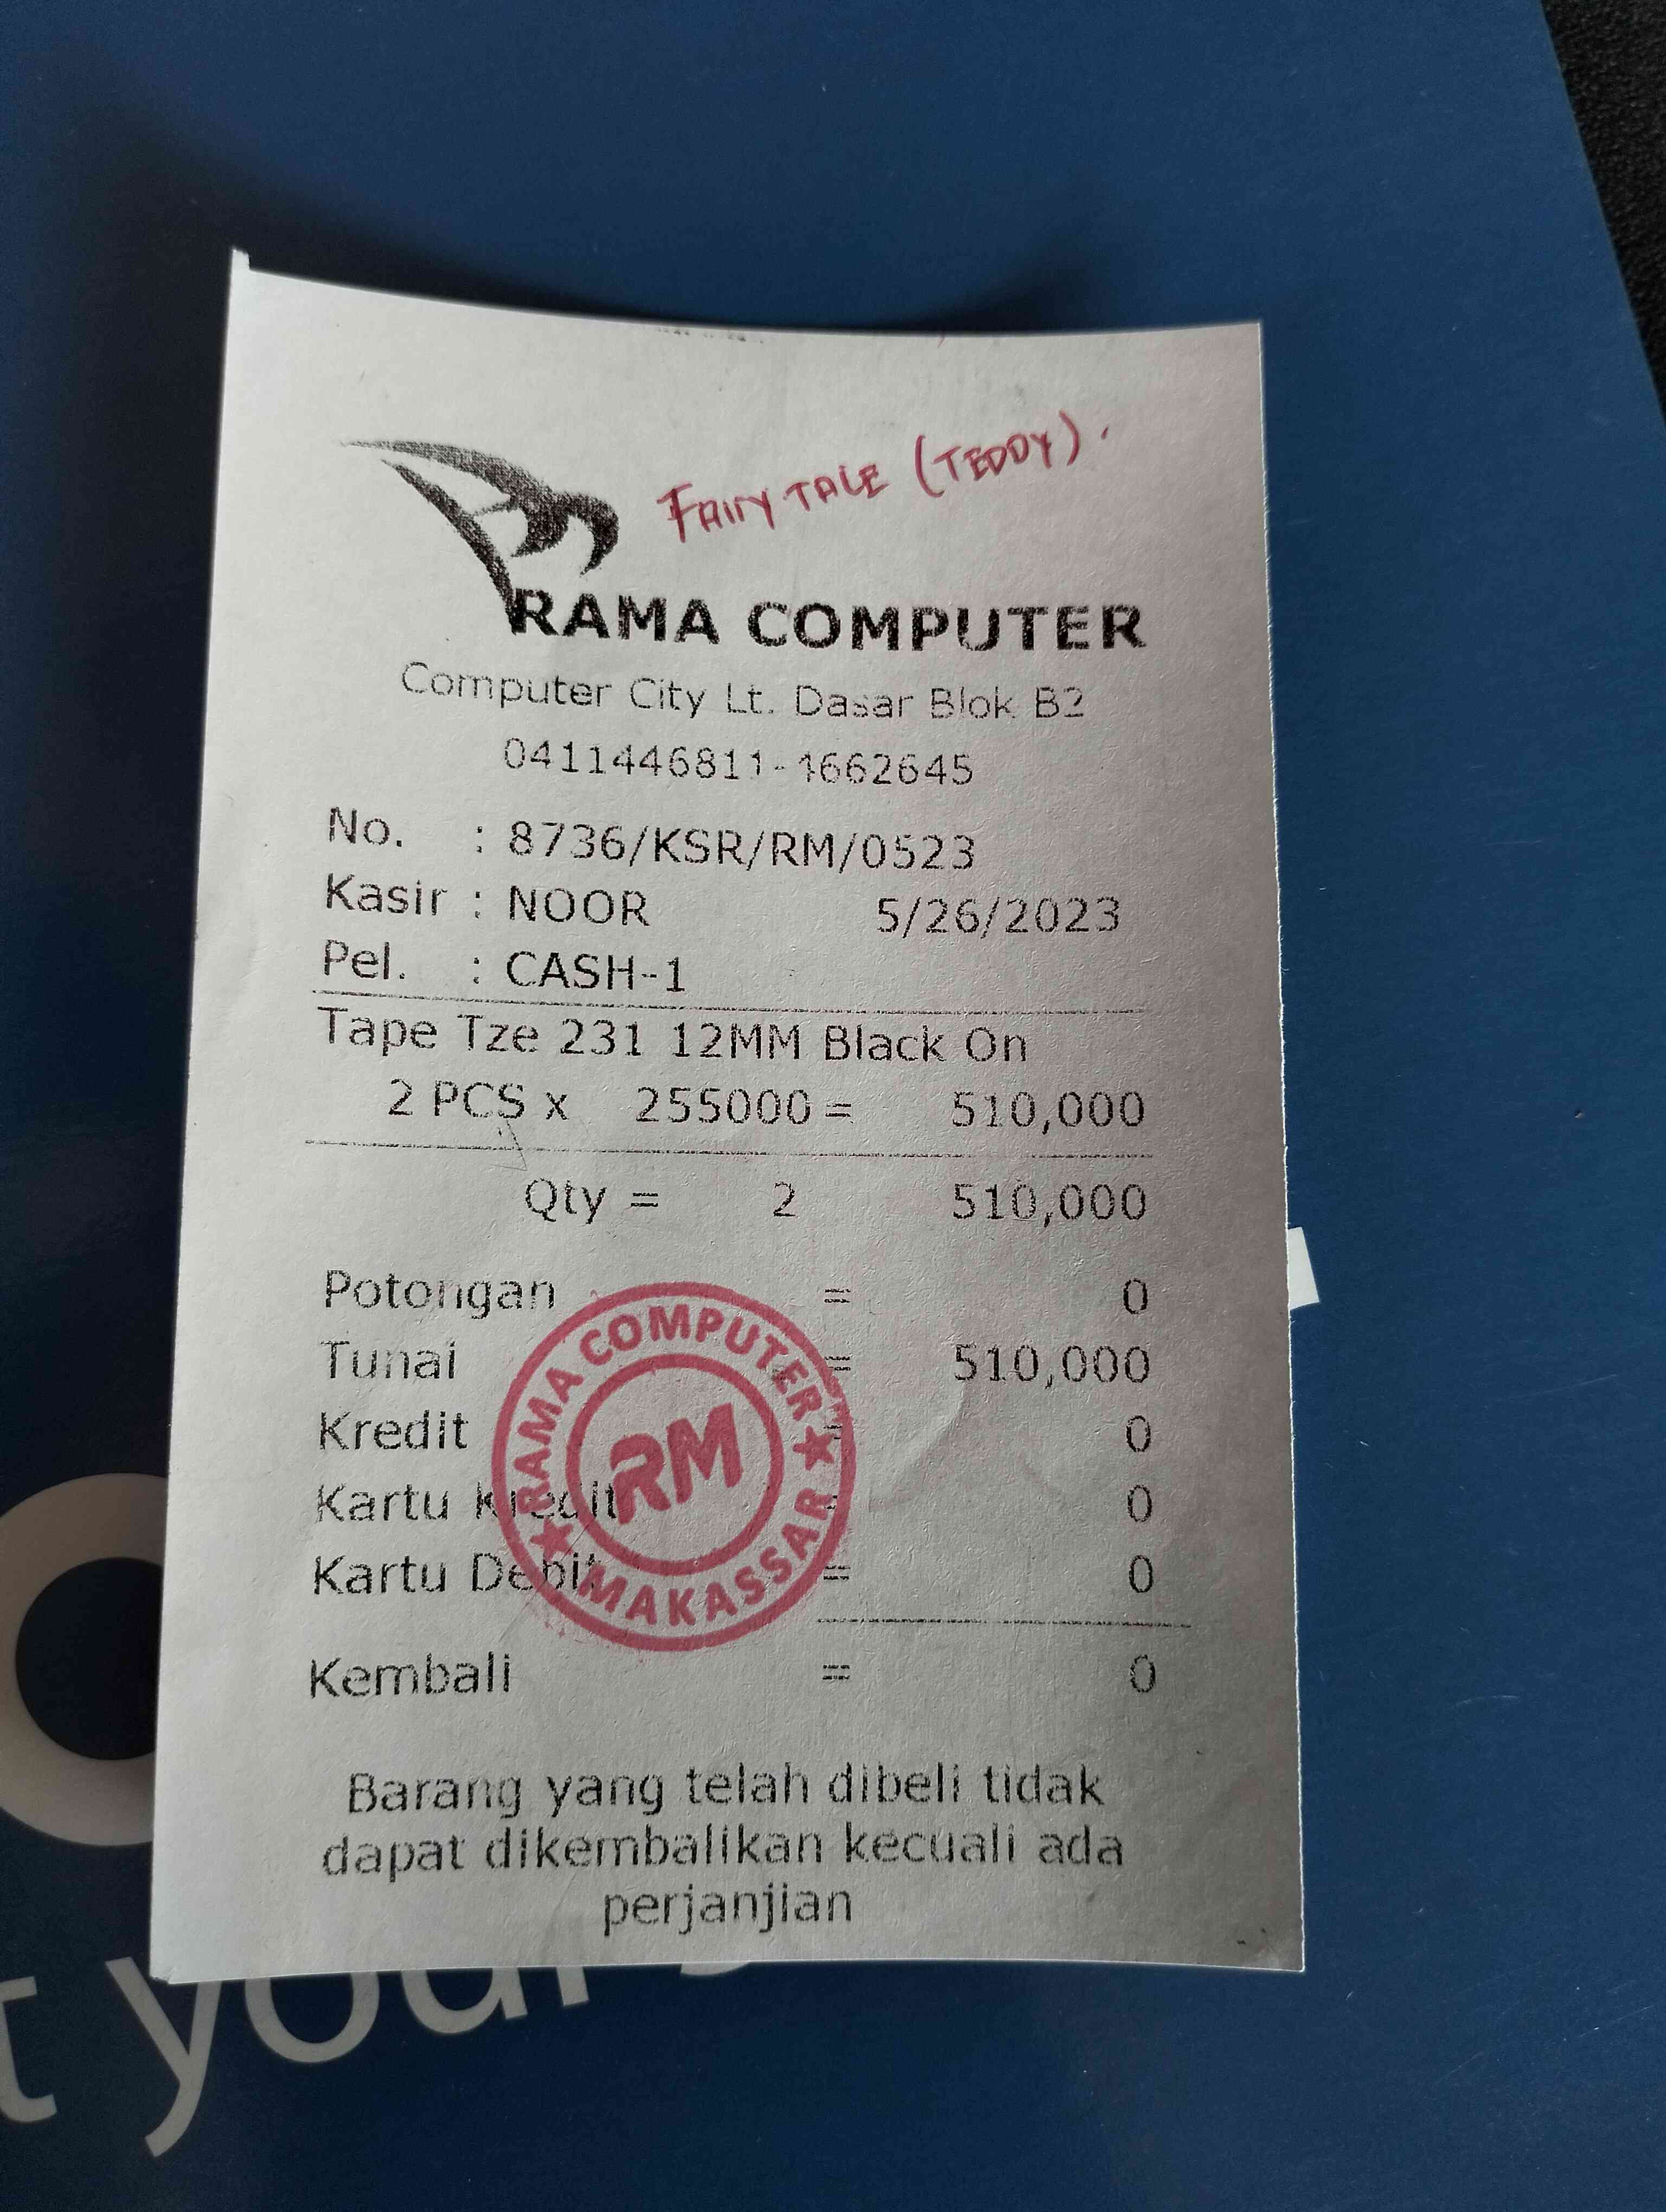 FAIRYTALE (TEDDY).
RAMA COMPUTER
Computer City Lt. Dasar Blok B2
0411446811-4662645
No. : 8736/KSR/RM/0523
Kasir : NOOR 5/26/2023
Pel. : CASH-1
Tape Tze 231 12MM Black On
2 PCS x 255000 = 510,000
Qty = 2 510,000
Potongan = 0
Tunai = 510,000
Kredit = 0
Kartu Kredit = 0
Kartu Debit = 0
RAMA COMPUTER
RM
MAKASSAR
Kembali = 0
Barang yang telah dibeli tidak
dapat dikembalikan kecuali ada
perjanjian
t your